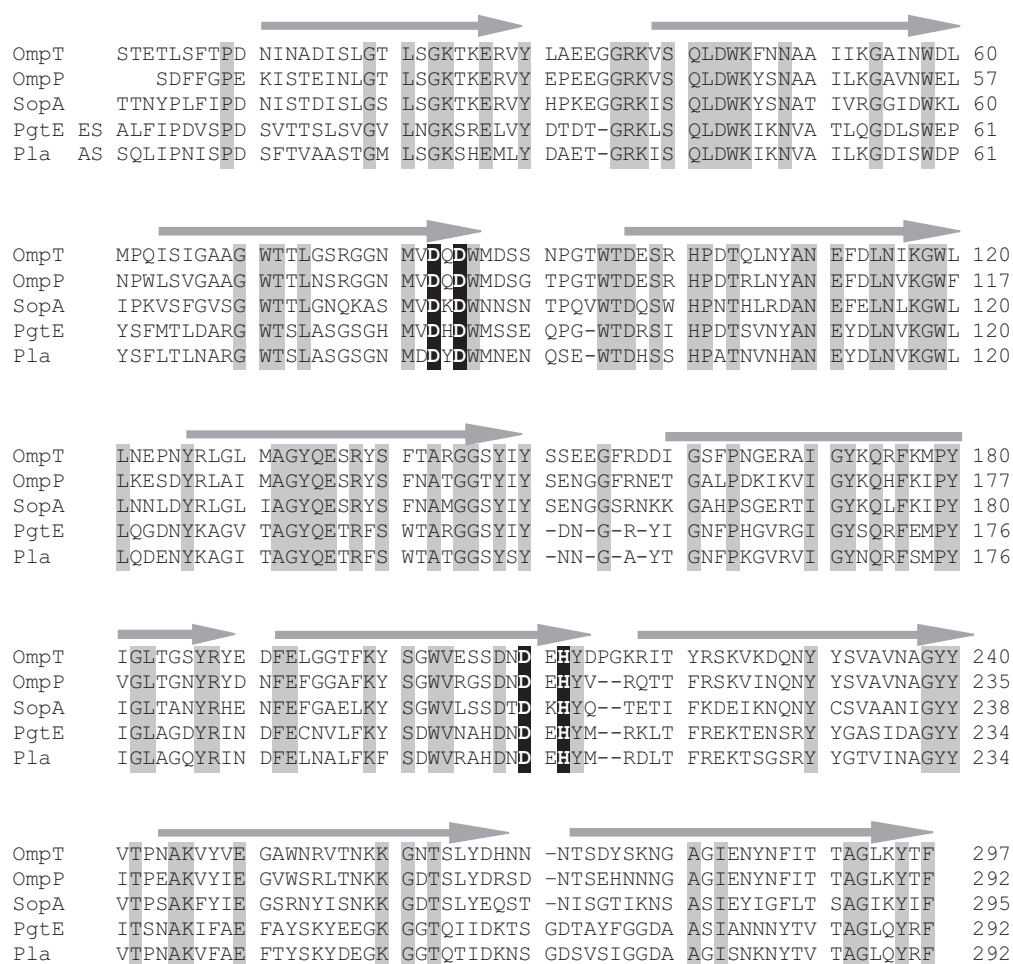 OmpT STETLSFTPD NINADISLGT LSGKTKERVY LAEEGGRKVS QLDWKFNNAA IIKGAINWDL 60
OmpP SDFFGPE KISTEINLGT LSGKTKERVY EPEEGGRKVS QLDWKYSNAA ILKGAVNWEL 57
SopA TTNYPLFIPD NISTDISLGS LSGKTKERVY HPKEGGRKIS QLDWKYSNAT IVRGGIDWKL 60
PgtE ES ALFIPDVSPD SVTTSLSVGV LNGKSRELVY DTDT-GRKLS QLDWKIKNVA TLQGDLSWEP 61
Pla AS SQLIPNISPD SFTVAASTGM LSGKSHEMLY DAET-GRKIS QLDWKIKNVA ILKGDISWDP 61
OmpT MPQISIGAAG WTTLGSRGGN MVDQDWMDSS NPGTWTDESR HPDTQLNYAN EFDLNIKGWL 120
OmpP NPWLSVGAAG WTTLNSRGGN MVDQDWMDSG TPGTWTDESR HPDTRLNYAN EFDLNVKGWF 117
SopA IPKVSFGVSG WTTLGNQKAS MVDKDWNNSN TPQVWTDQSW HPNTHLRDAN EFELNLKGWL 120
PgtE YSFMTLDARG WTSLASGSGH MVDHDWMSSE QPG-WTDRSI HPDTSVNYAN EYDLNVKGWL 120
Pla YSFLTLNARG WTSLASGSGN MDDYDWMNEN QSE-WTDHSS HPATNVNHAN EYDLNVKGWL 120
OmpT LNEPNYRLGL MAGYQESRYS FTARGGSYIY SSEEGFRDDI GSFPNGERAI GYKQRFKMPY 180
OmpP LKESDYRLAI MAGYQESRYS FNATGGTYIY SENGGFRNET GALPDKIKVI GYKQHFKIPY 177
SopA LNNLDYRLGL IAGYQESRYS FNAMGGSYIY SENGGSRNKK GAHPSGERTI GYKQLFKIPY 180
PgtE LQGDNYKAGV TAGYQETRFS WTARGGSYIY -DN-G-R-YI GNFPHGVRGI GYSQRFEMPY 176
Pla LQDENYKAGI TAGYQETRFS WTATGGSYSY -NN-G-A-YT GNFPKGVRVI GYNQRFSMPY 176
OmpT IGLTGSYRYE DFELGGTFKY SGWVESSDND EHYDPGKRIT YRSKVKDQNY YSVAVNAGYY 240
OmpP VGLTGNYRYD NFEFGGAFKY SGWVRGSDND EHYV--RQTT FRSKVINQNY YSVAVNAGYY 235
SopA IGLTANYRHE NFEFGAELKY SGWVLSSDTD KHYQ--TETI FKDEIKNQNY CSVAANIGYY 238
PgtE IGLAGDYRIN DFECNVLFKY SDWVNAHDND EHYM--RKLT FREKTENSRY YGASIDAGYY 234
Pla IGLAGQYRIN DFELNALFKF SDWVRAHDND EHYM--RDLT FREKTSGSRY YGTVINAGYY 234
OmpT VTPNAKVYVE GAWNRVTNKK GNTSLYDHNN -NTSDYSKNG AGIENYNFIT TAGLKYTF 297
OmpP ITPEAKVYIE GVWSRLTNKK GDTSLYDRSD -NTSEHNNNG AGIENYNFIT TAGLKYTF 292
SopA VTPSAKFYIE GSRNYISNKK GDTSLYEQST -NISGTIKNS ASIEYIGFLT SAGIKYIF 295
PgtE ITSNAKIFAE FAYSKYEEGK GGTQIIDKTS GDTAYFGGDA ASIANNNYTV TAGLQYRF 292
Pla VTPNAKVFAE FTYSKYDEGK GGTQTIDKNS GDSVSIGGDA AGISNKNYTV TAGLQYRF 292